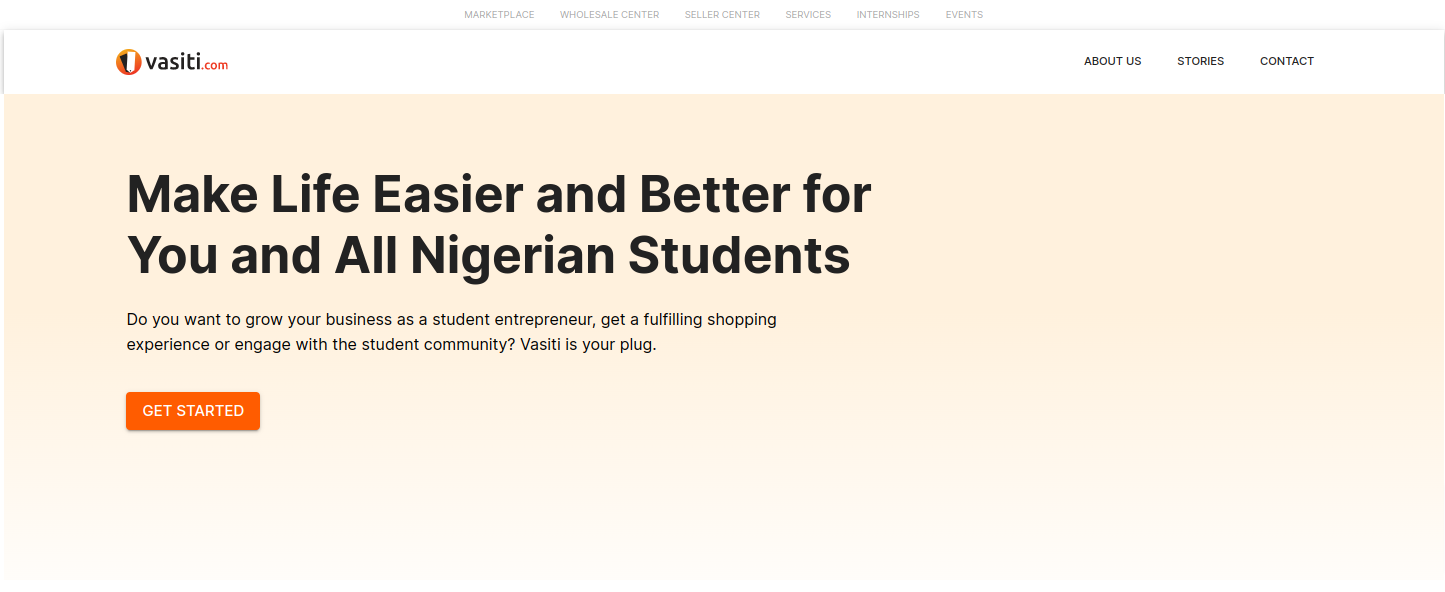 MARKETPLACE WHOLESALE CENTER SELLER CENTER SERVICES INTERNSHIPS EVENTS
vasiti.com ABOUT US STORIES CONTACT
Make Life Easier and Better for
You and All Nigerian Students
Do you want to grow your business as a student entrepreneur, get a fulfilling shopping
experience or engage with the student community? Vasiti is your plug.
GET STARTED